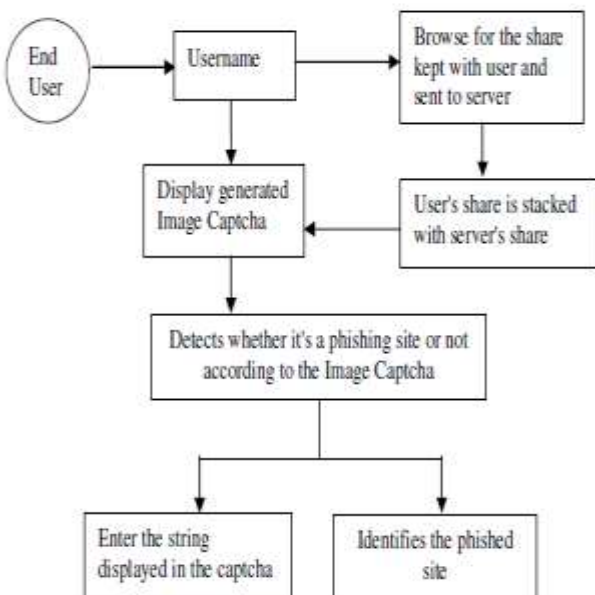 End
User
Username
Browse for the share
kept with user and
sent to server
Display generated
Image Captcha
User's share is stacked
with server's share
Detects whether it's a phishing site or not
according to the Image Captcha
Enter the string
displayed in the captcha
Identifies the phished
site